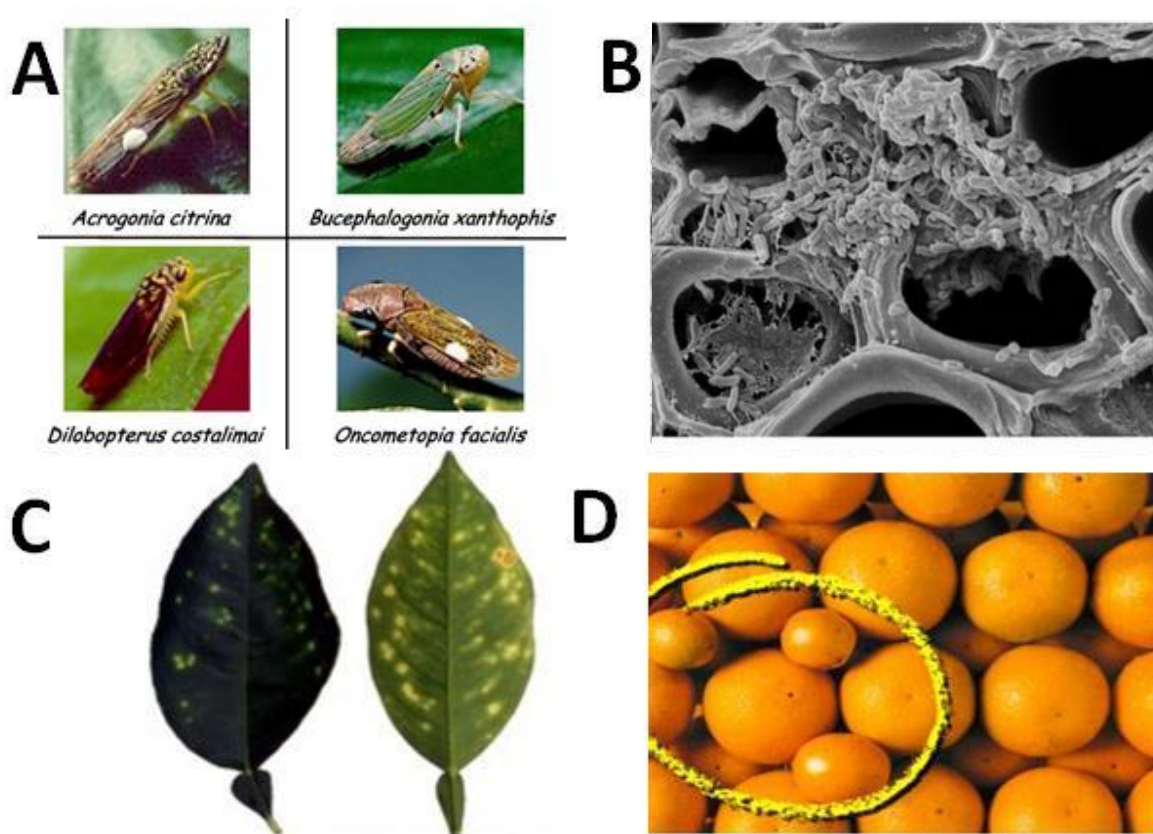 A
B
Acrogonia citrina
Bucephalogonia xanthophis
Dilobopterus costalimai
Oncometopia facialis
C
D